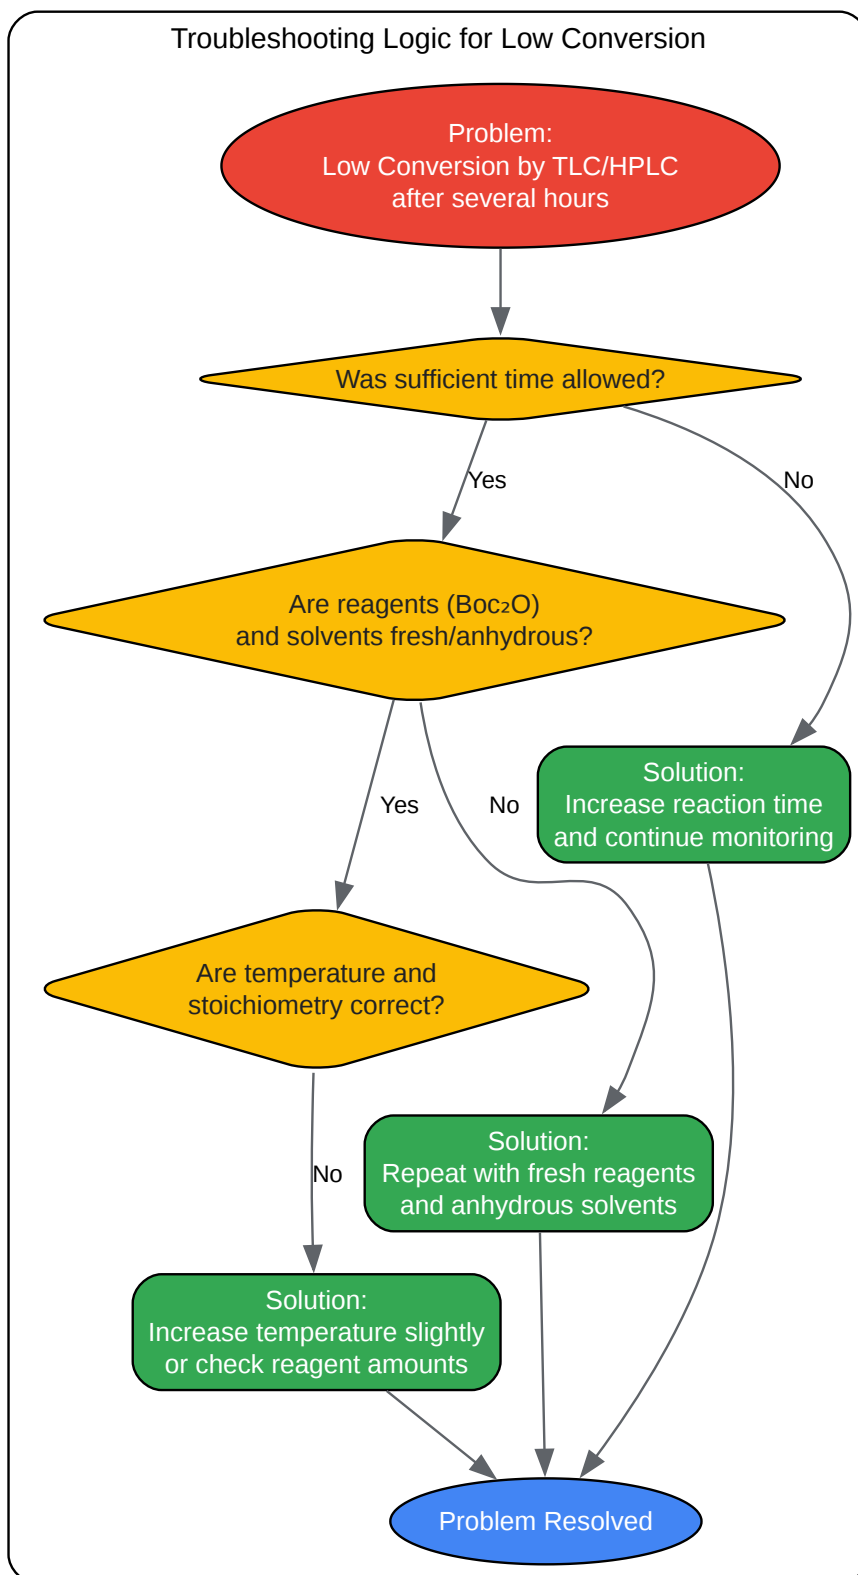 Troubleshooting Logic for Low Conversion
Problem:
Low Conversion by TLC/HPLC
after several hours
Was sufficient time allowed?
Yes
No
Are reagents (Boc₂O)
and solvents fresh/anhydrous?
Yes
No
Solution:
Increase reaction time
and continue monitoring
Are temperature and
stoichiometry correct?
No
Solution:
Repeat with fresh reagents
and anhydrous solvents
Solution:
Increase temperature slightly
or check reagent amounts
Problem Resolved